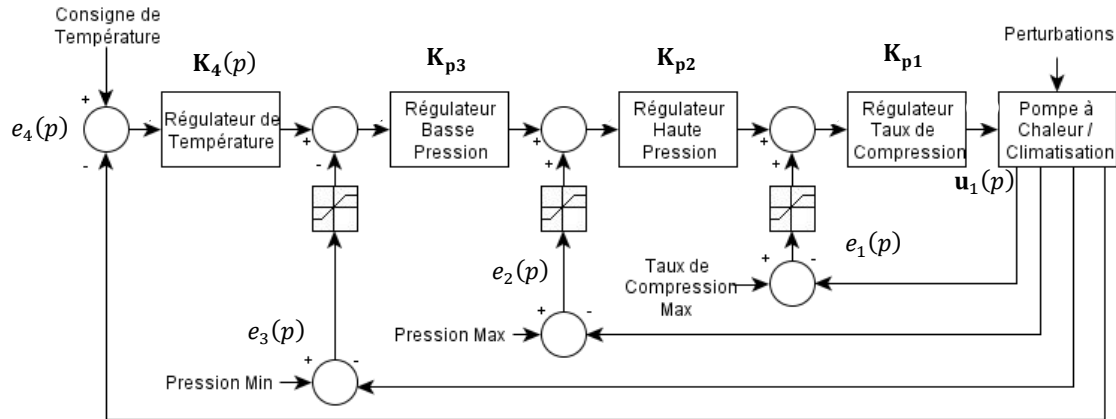 Consigne de
Température
K₄(p)
Kp3
Kp2
Kp1
Perturbations
+
e₄(p)
-
Régulateur de
Température
+
-
Régulateur
Basse
Pression
+
+
Régulateur
Haute
Pression
+
+
Régulateur
Taux de
Compression
Pompe à
Chaleur /
Climatisation
u₁(p)
e₁(p)
+
-
Taux de
Compression
Max
e₂(p)
+
-
Pression Max
e₃(p)
+
-
Pression Min